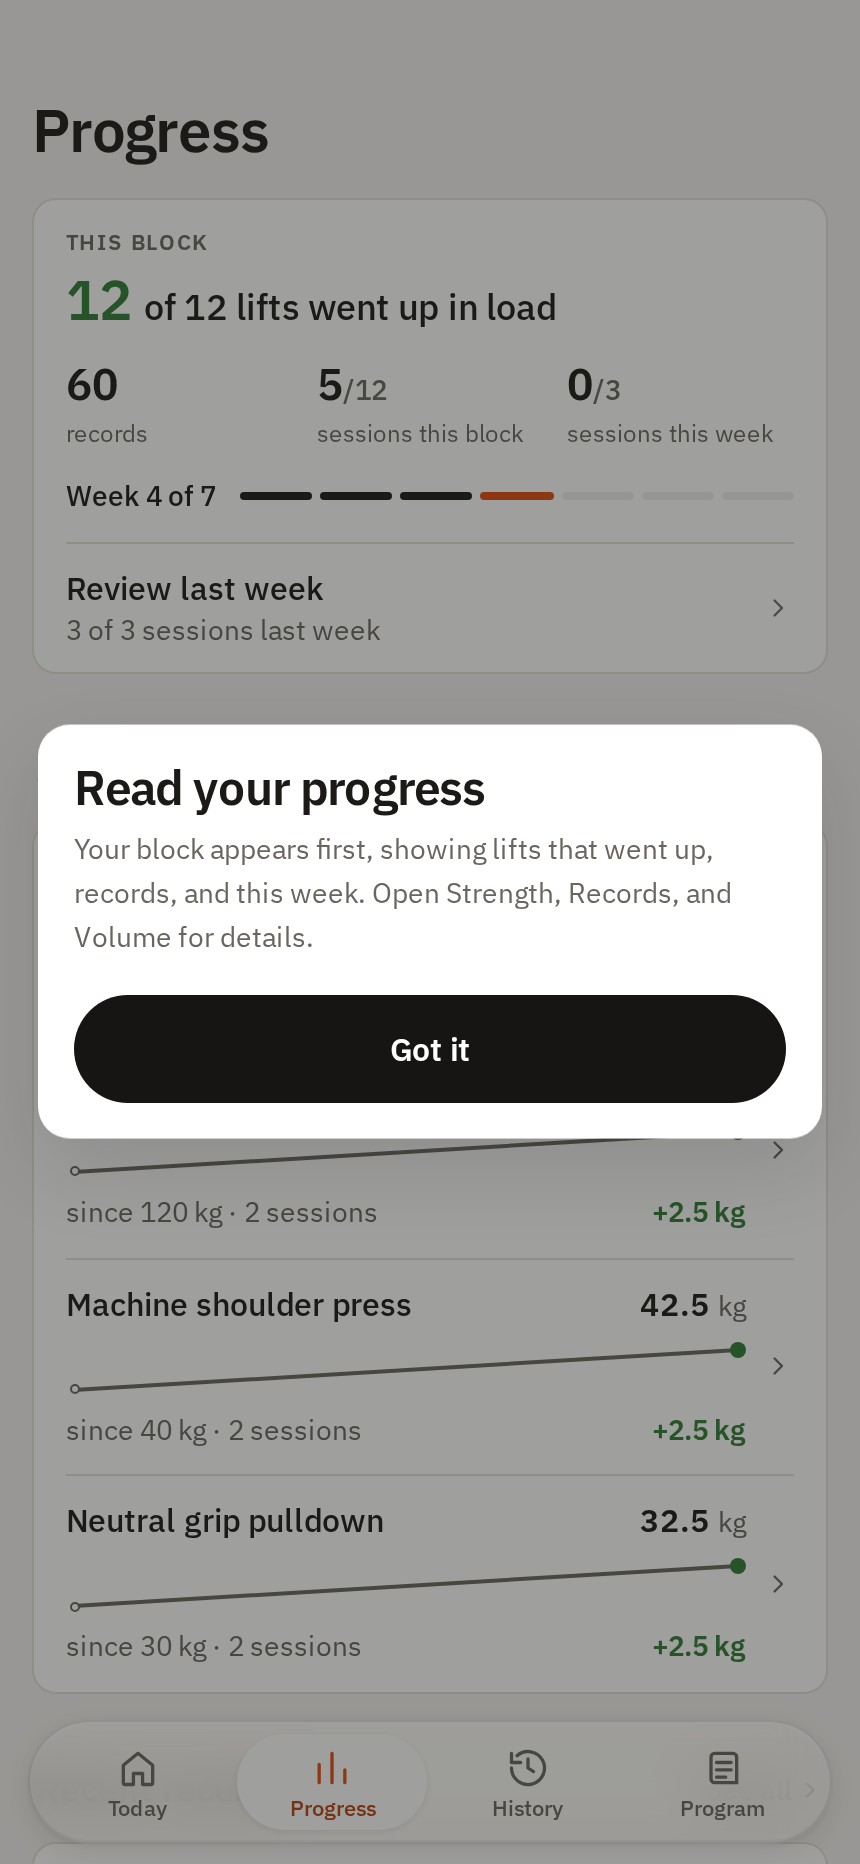 Progress
THIS BLOCK
12 of 12 lifts went up in load
60
5/12
0/3
records
sessions this block
sessions this week
Week 4 of 7
Review last week
3 of 3 sessions last week
Read your progress
Your block appears first, showing lifts that went up,
records, and this week. Open Strength, Records, and
Volume for details.
Got it
since 120 kg · 2 sessions
+2.5 kg
Machine shoulder press
42.5 kg
since 40 kg · 2 sessions
+2.5 kg
Neutral grip pulldown
32.5 kg
since 30 kg · 2 sessions
+2.5 kg
Today
Progress
History
Program